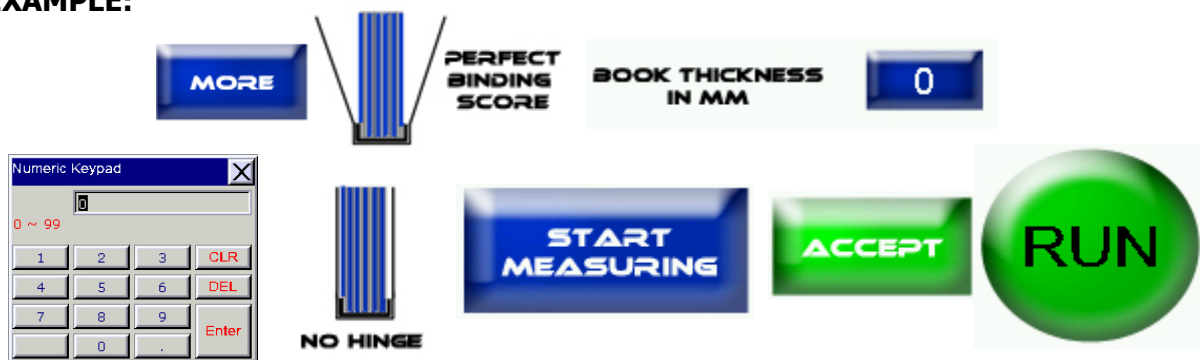 EXAMPLE:
MORE
PERFECT
BINDING
SCORE
BOOK THICKNESS
IN MM
0
Numeric Keypad
X
0
0 ~ 99
1 2 3 CLR
4 5 6 DEL
7 8 9 Enter
0 .
NO HINGE
START
MEASURING
ACCEPT
RUN